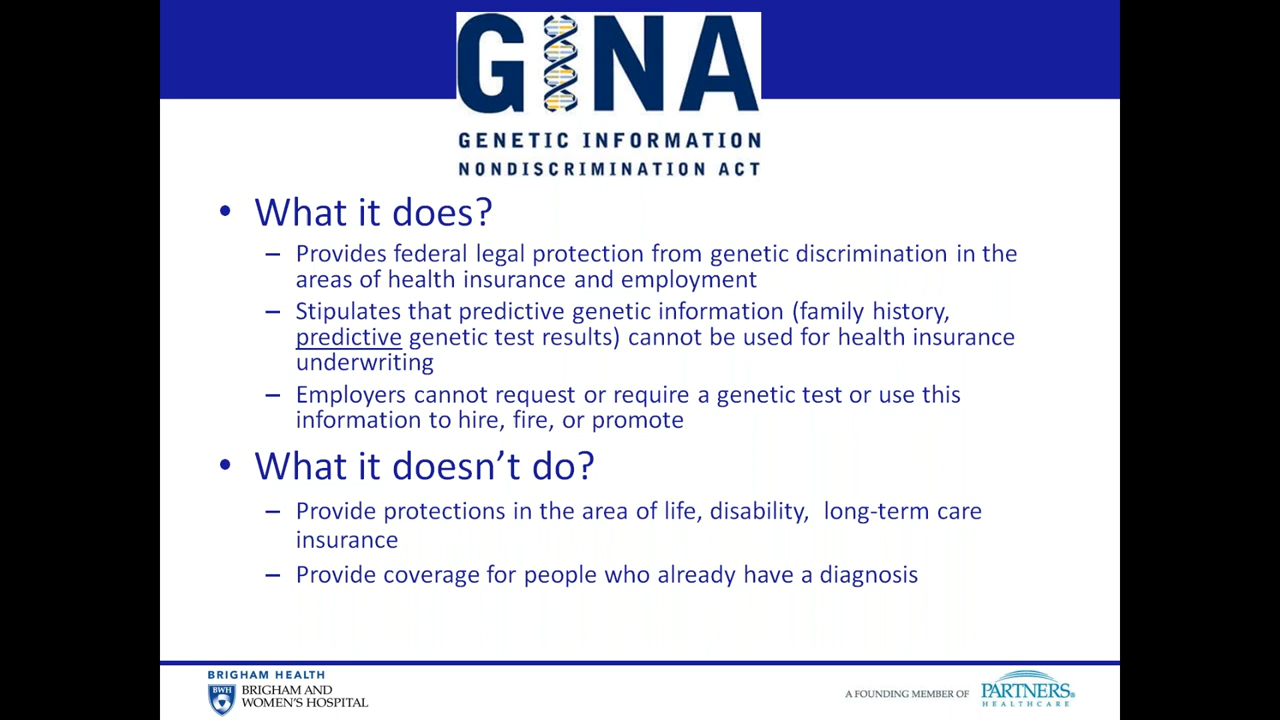 GINA
GENETIC INFORMATION
NONDISCRIMINATION ACT
• What it does?
– Provides federal legal protection from genetic discrimination in the
areas of health insurance and employment
– Stipulates that predictive genetic information (family history,
predictive genetic test results) cannot be used for health insurance
underwriting
– Employers cannot request or require a genetic test or use this
information to hire, fire, or promote
• What it doesn’t do?
– Provide protections in the area of life, disability,  long-term care
insurance
– Provide coverage for people who already have a diagnosis
BRIGHAM HEALTH
BWH
BRIGHAM AND
WOMEN'S HOSPITAL
A FOUNDING MEMBER OF
PARTNERS®
HEALTHCARE